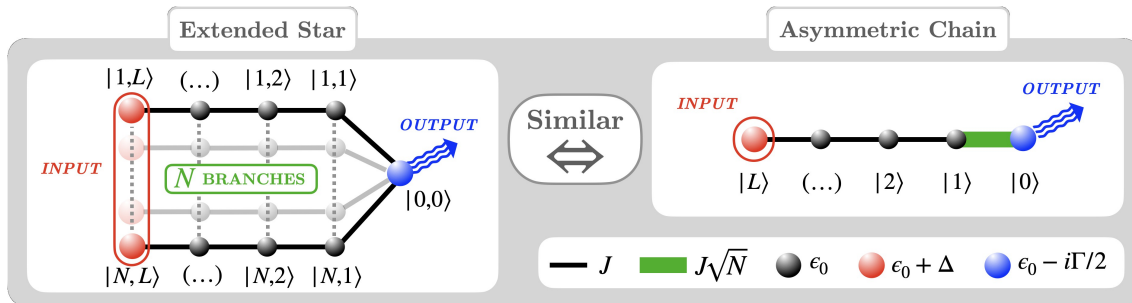 Extended Star
Asymmetric Chain
|1,L⟩ (…) |1,2⟩ |1,1⟩
OUTPUT
INPUT
N BRANCHES
|0,0⟩
|N,L⟩ (…) |N,2⟩ |N,1⟩
Similar
INPUT
OUTPUT
|L⟩ (…) |2⟩ |1⟩ |0⟩
J J√N ϵ₀ ϵ₀ + Δ ϵ₀ − iΓ/2